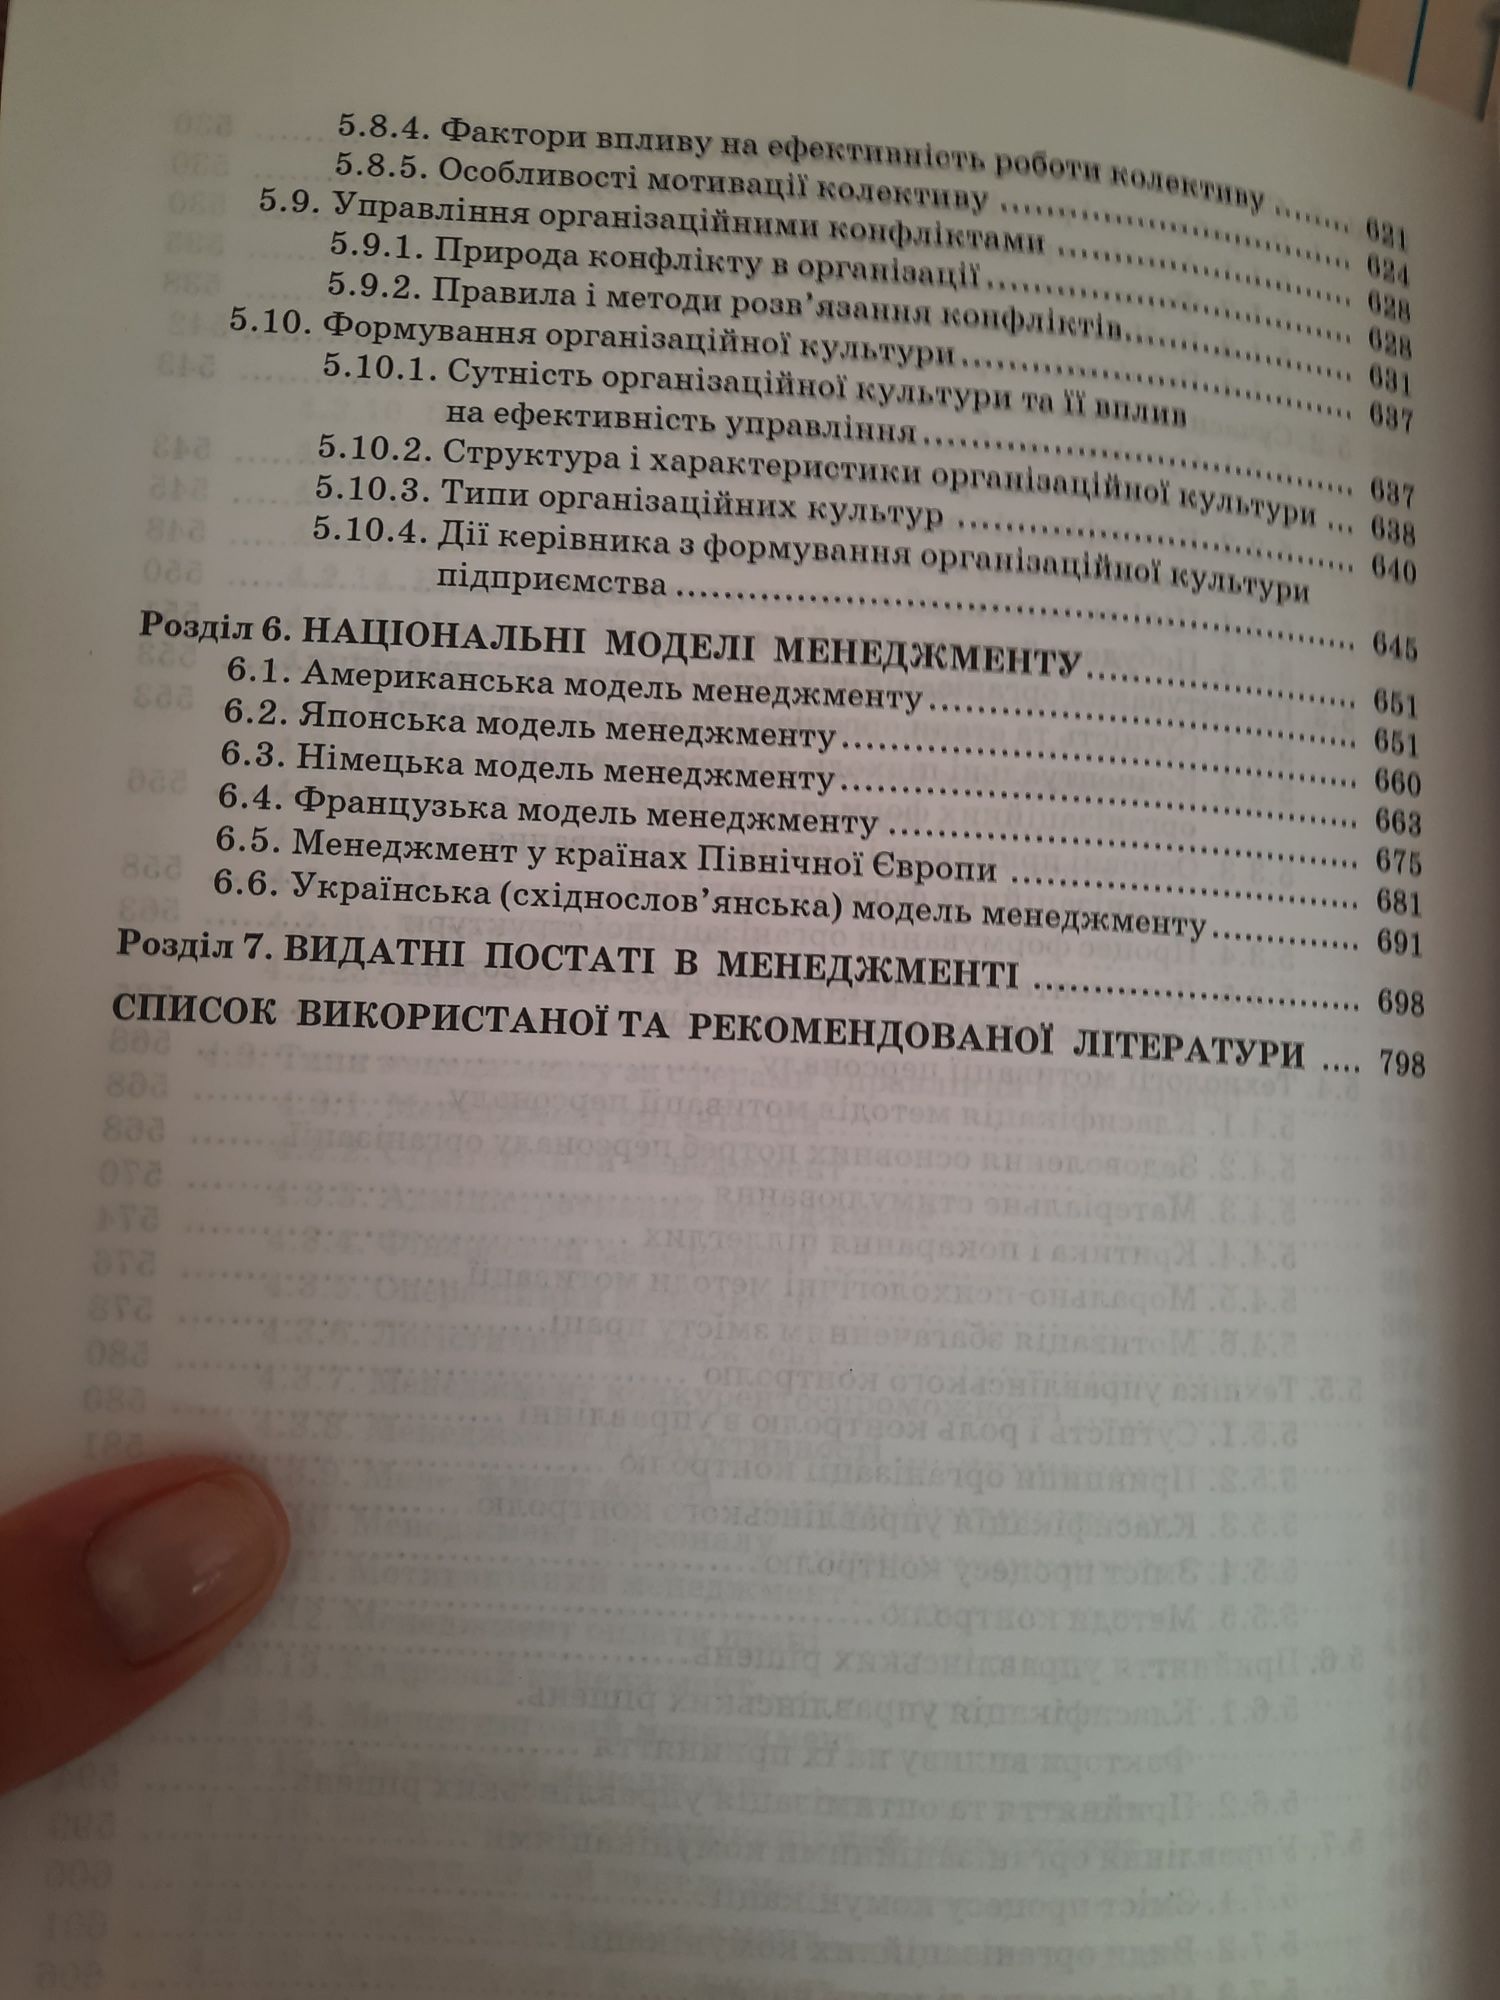 5.8.4. Фактори впливу на ефективність роботи колективу ........ 621
5.8.5. Особливості мотивації колективу ........ 624
5.9. Управління організаційними конфліктами ........ 628
5.9.1. Природа конфлікту в організації ........ 628
5.9.2. Правила і методи розв’язання конфліктів ........ 631
5.10. Формування організаційної культури ........ 637
5.10.1. Сутність організаційної культури та її вплив
на ефективність управління ........ 637
5.10.2. Структура і характеристики організаційної культури ... 638
5.10.3. Типи організаційних культур ........ 640
5.10.4. Дії керівника з формування організаційної культури
підприємства ........ 645
Розділ 6. НАЦІОНАЛЬНІ МОДЕЛІ МЕНЕДЖМЕНТУ ........ 651
6.1. Американська модель менеджменту ........ 651
6.2. Японська модель менеджменту ........ 660
6.3. Німецька модель менеджменту ........ 663
6.4. Французька модель менеджменту ........ 675
6.5. Менеджмент у країнах Північної Європи ........ 681
6.6. Українська (східнослов’янська) модель менеджменту ........ 691
Розділ 7. ВИДАТНІ ПОСТАТІ В МЕНЕДЖМЕНТІ ........ 698
СПИСОК ВИКОРИСТАНОЇ ТА РЕКОМЕНДОВАНОЇ ЛІТЕРАТУРИ .... 798